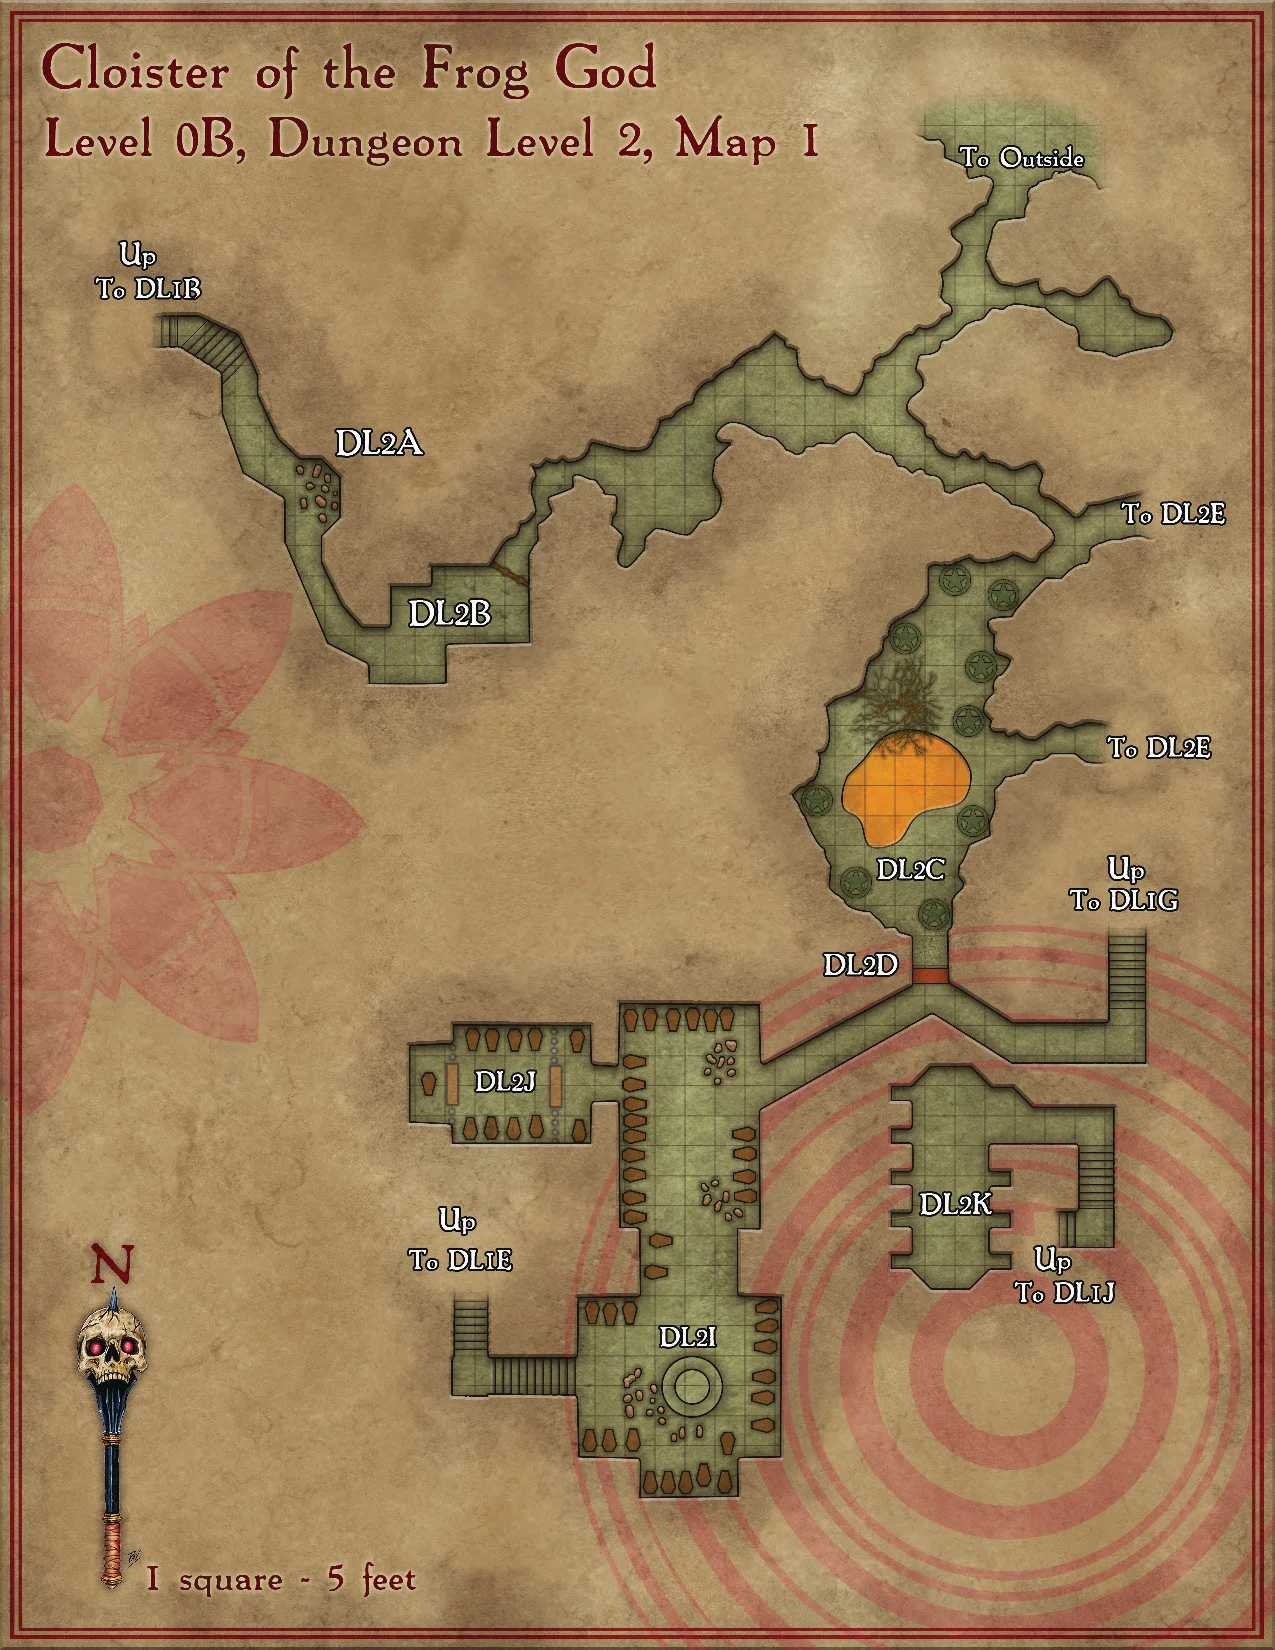 Cloister of the Frog God
Level 0B, Dungeon Level 2, Map 1
To Outside
Up
To DL1B
DL2A
To DL2E
DL2B
To DL2E
DL2C
Up
To DL1G
DL2D
DL2J
DL2K
Up
To DL1E
Up
To DL1J
DL2I
N
1 square - 5 feet